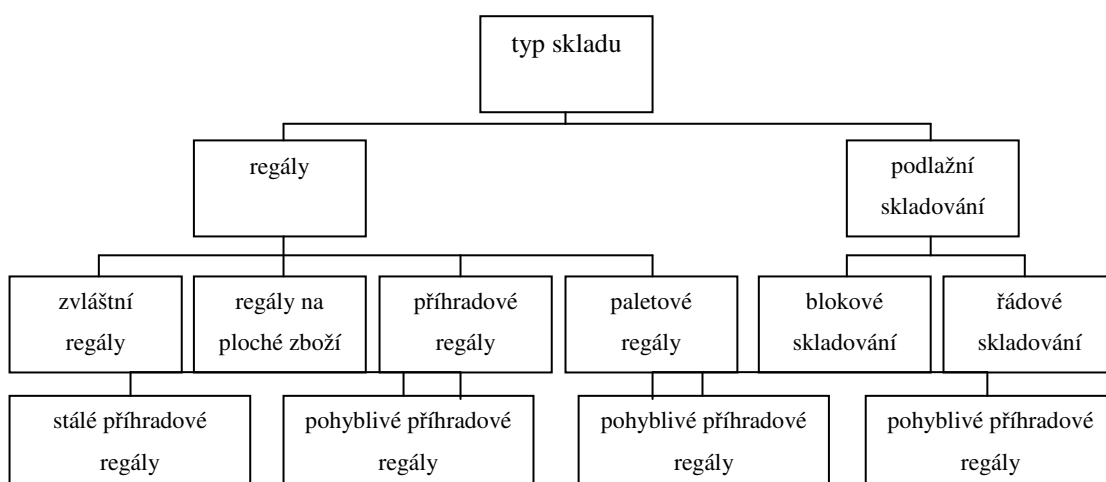 typ skladu
regály
podlažní
skladování
zvláštní
regály
regály na
ploché zboží
příhradové
regály
paletové
regály
blokové
skladování
řádové
skladování
stálé příhradové
regály
pohyblivé příhradové
regály
pohyblivé příhradové
regály
pohyblivé příhradové
regály